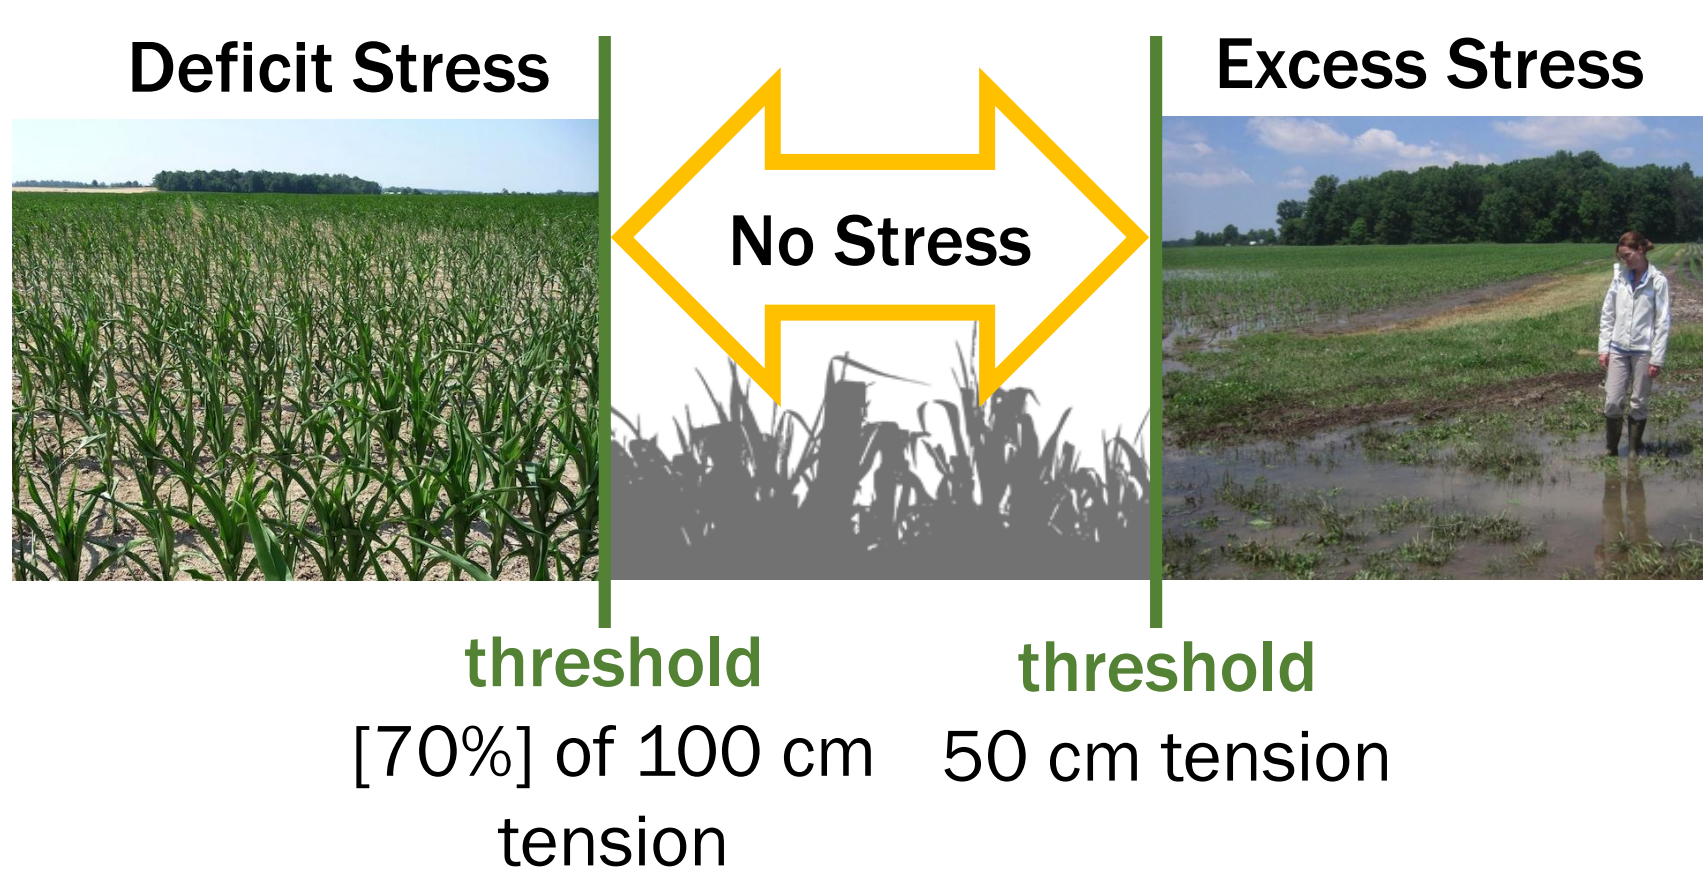 Deficit Stress
No Stress
Excess Stress
threshold
[70%] of 100 cm
tension
threshold
50 cm tension